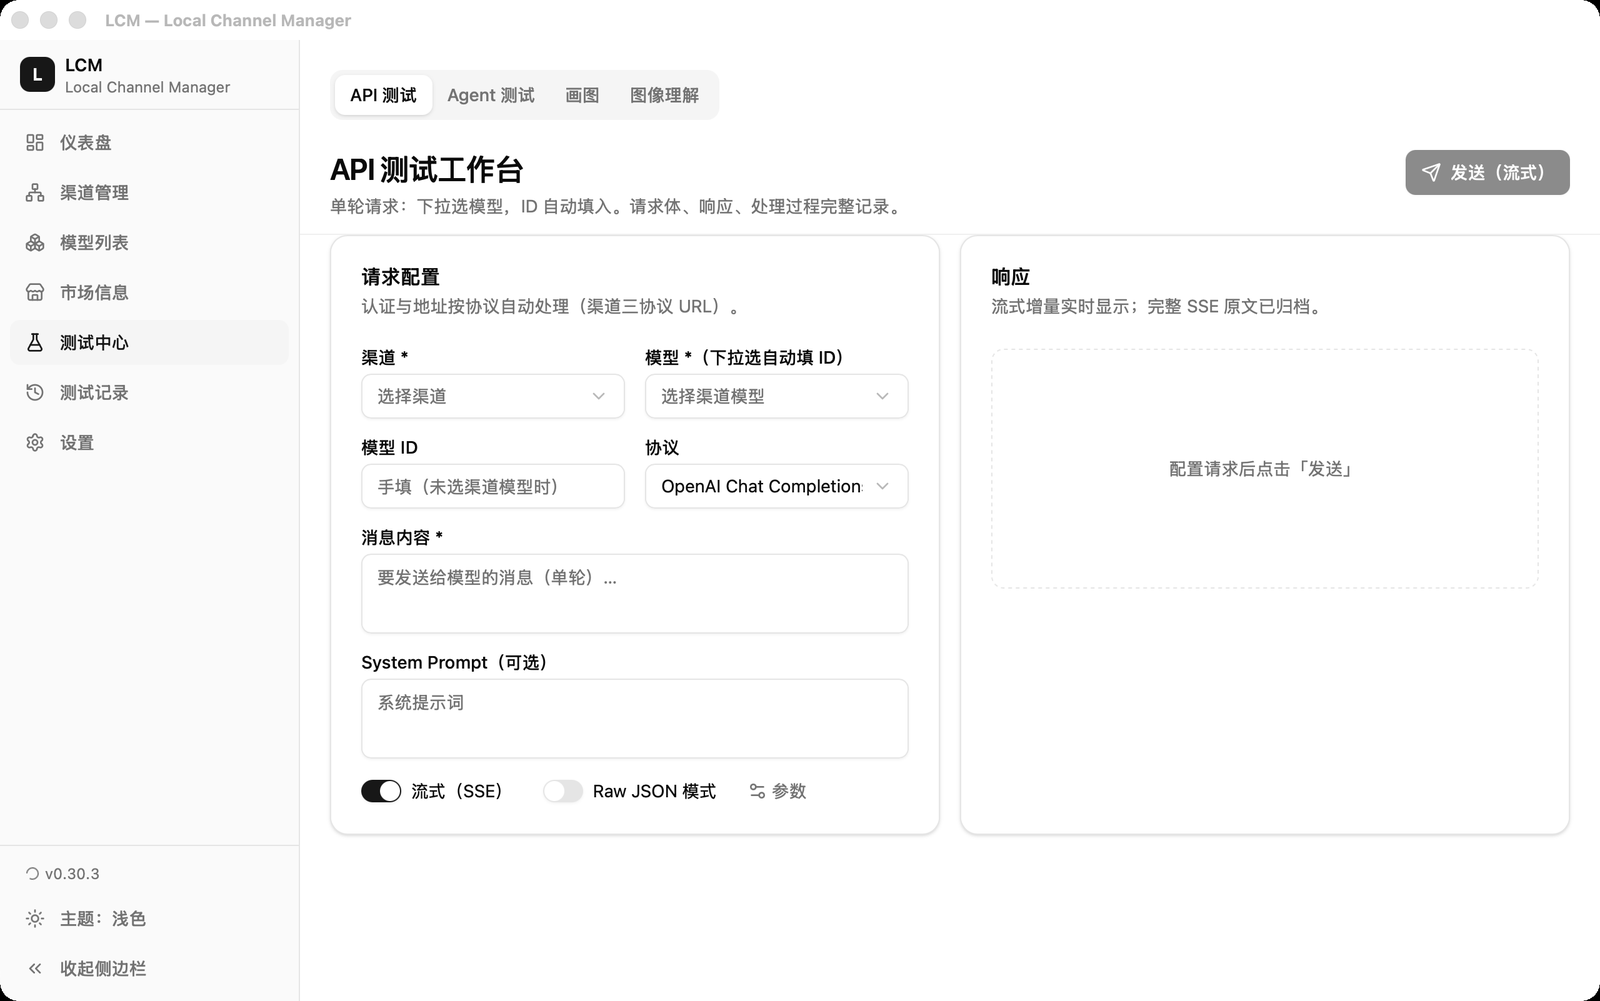 LCM — Local Channel Manager
L
LCM
Local Channel Manager
仪表盘
渠道管理
模型列表
市场信息
测试中心
测试记录
设置
v0.30.3
主题：浅色
收起侧边栏
API 测试
Agent 测试
画图
图像理解
API 测试工作台
单轮请求：下拉选模型，ID 自动填入。请求体、响应、处理过程完整记录。
发送（流式）
请求配置
认证与地址按协议自动处理（渠道三协议 URL）。
渠道 *
模型 *（下拉选自动填 ID）
选择渠道
选择渠道模型
模型 ID
协议
手填（未选渠道模型时）
OpenAI Chat Completion
消息内容 *
要发送给模型的消息（单轮）...
System Prompt（可选）
系统提示词
流式（SSE）
Raw JSON 模式
参数
响应
流式增量实时显示；完整 SSE 原文已归档。
配置请求后点击「发送」